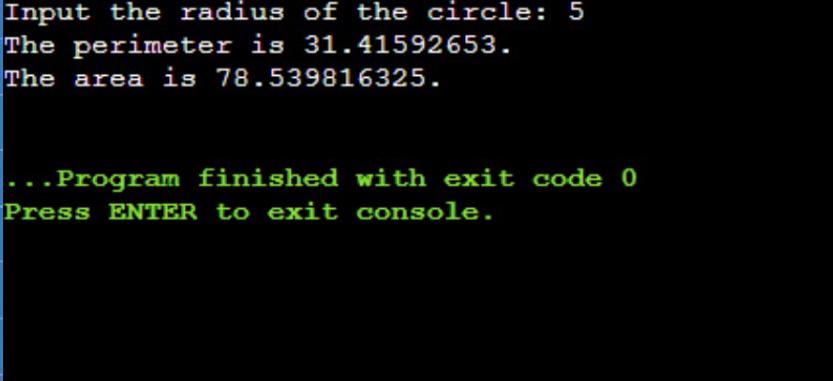 Input the radius of the circle: 5
The perimeter is 31.41592653.
The area is 78.539816325.
...Program finished with exit code 0
Press ENTER to exit console.